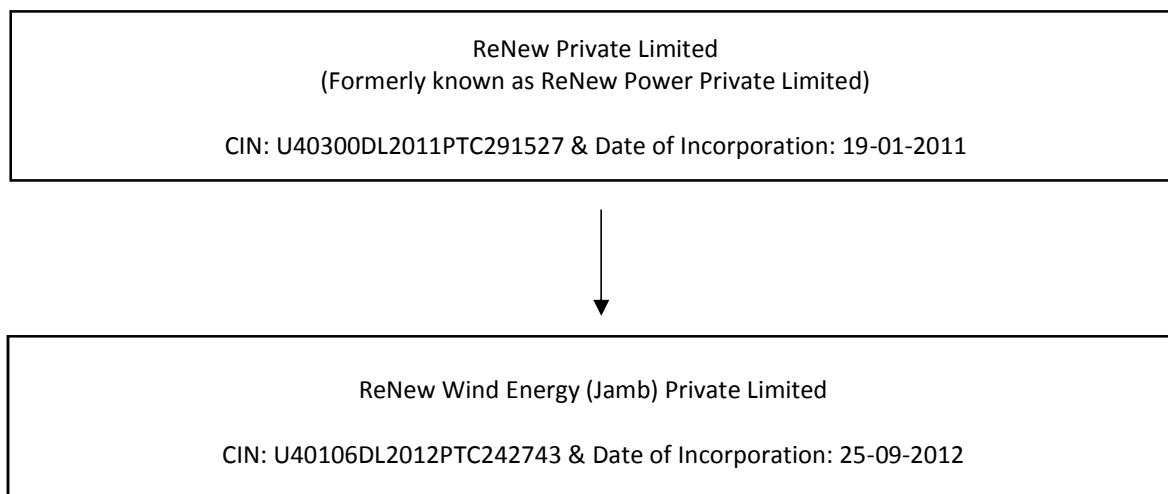 ReNew Private Limited
(Formerly known as ReNew Power Private Limited)
CIN: U40300DL2011PTC291527 & Date of Incorporation: 19-01-2011
ReNew Wind Energy (Jamb) Private Limited
CIN: U40106DL2012PTC242743 & Date of Incorporation: 25-09-2012